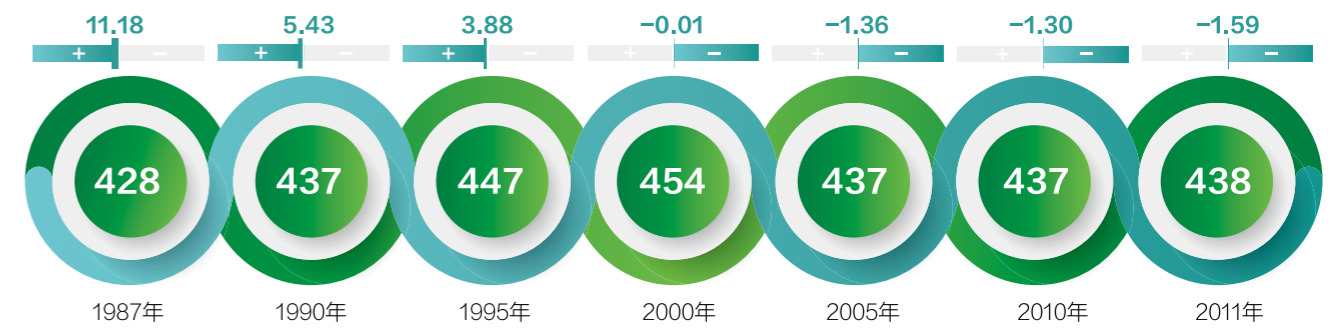 11.18 5.43 3.88 −0.01 −1.36 −1.30 −1.59
+ − + − + − + − + − + − + −
428 437 447 454 437 437 438
1987年 1990年 1995年 2000年 2005年 2010年 2011年